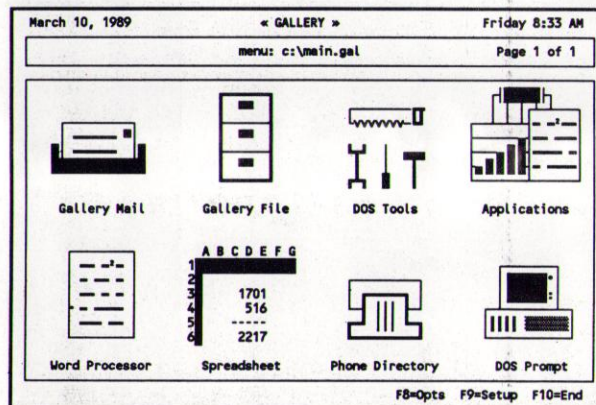 March 10, 1989 « GALLERY » Friday 8:33 AM
menu: c:\main.gal Page 1 of 1
Gallery Mail Gallery File DOS Tools Applications
A B C D E F G
1
2
3 1701
4 516
5 -----
6 2217
Word Processor Spreadsheet Phone Directory DOS Prompt
F8=Opts F9=Setup F10=End